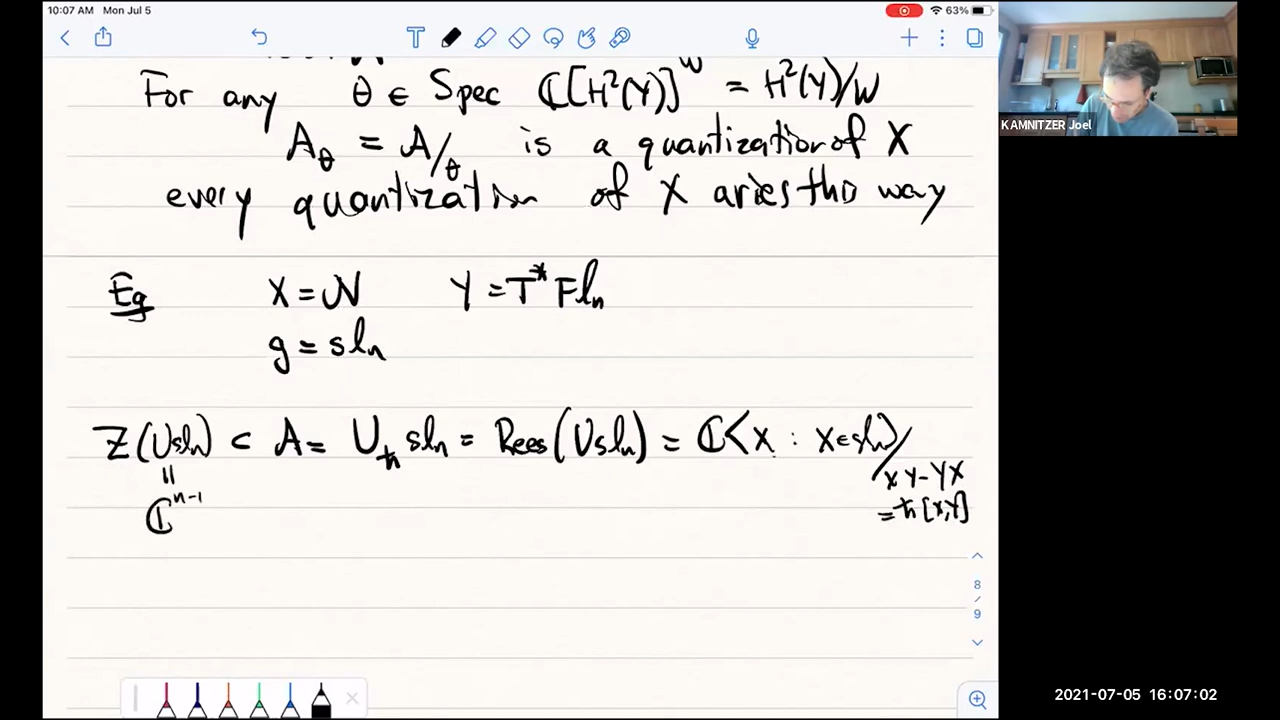 10:07 AM Mon Jul 5
63%
For any θ ∈ Spec ℂ[H²(Y)]^W = H²(Y)/W
A_θ = A/θ is a quantization of X
every quantization of X aries this way
Eg X = 𝒩 Y = T* Fl_n
g = sl_n
Z(Usl_n) ⊂ A = U_ħ sl_n = Rees(Usl_n) = ℂ<X : X ∈ sl_n>/
XY-YX
= ħ[X,Y]
||
ℂ^{n-1}
8
/
9
KAMNITZER Joel
2021-07-05 16:07:02